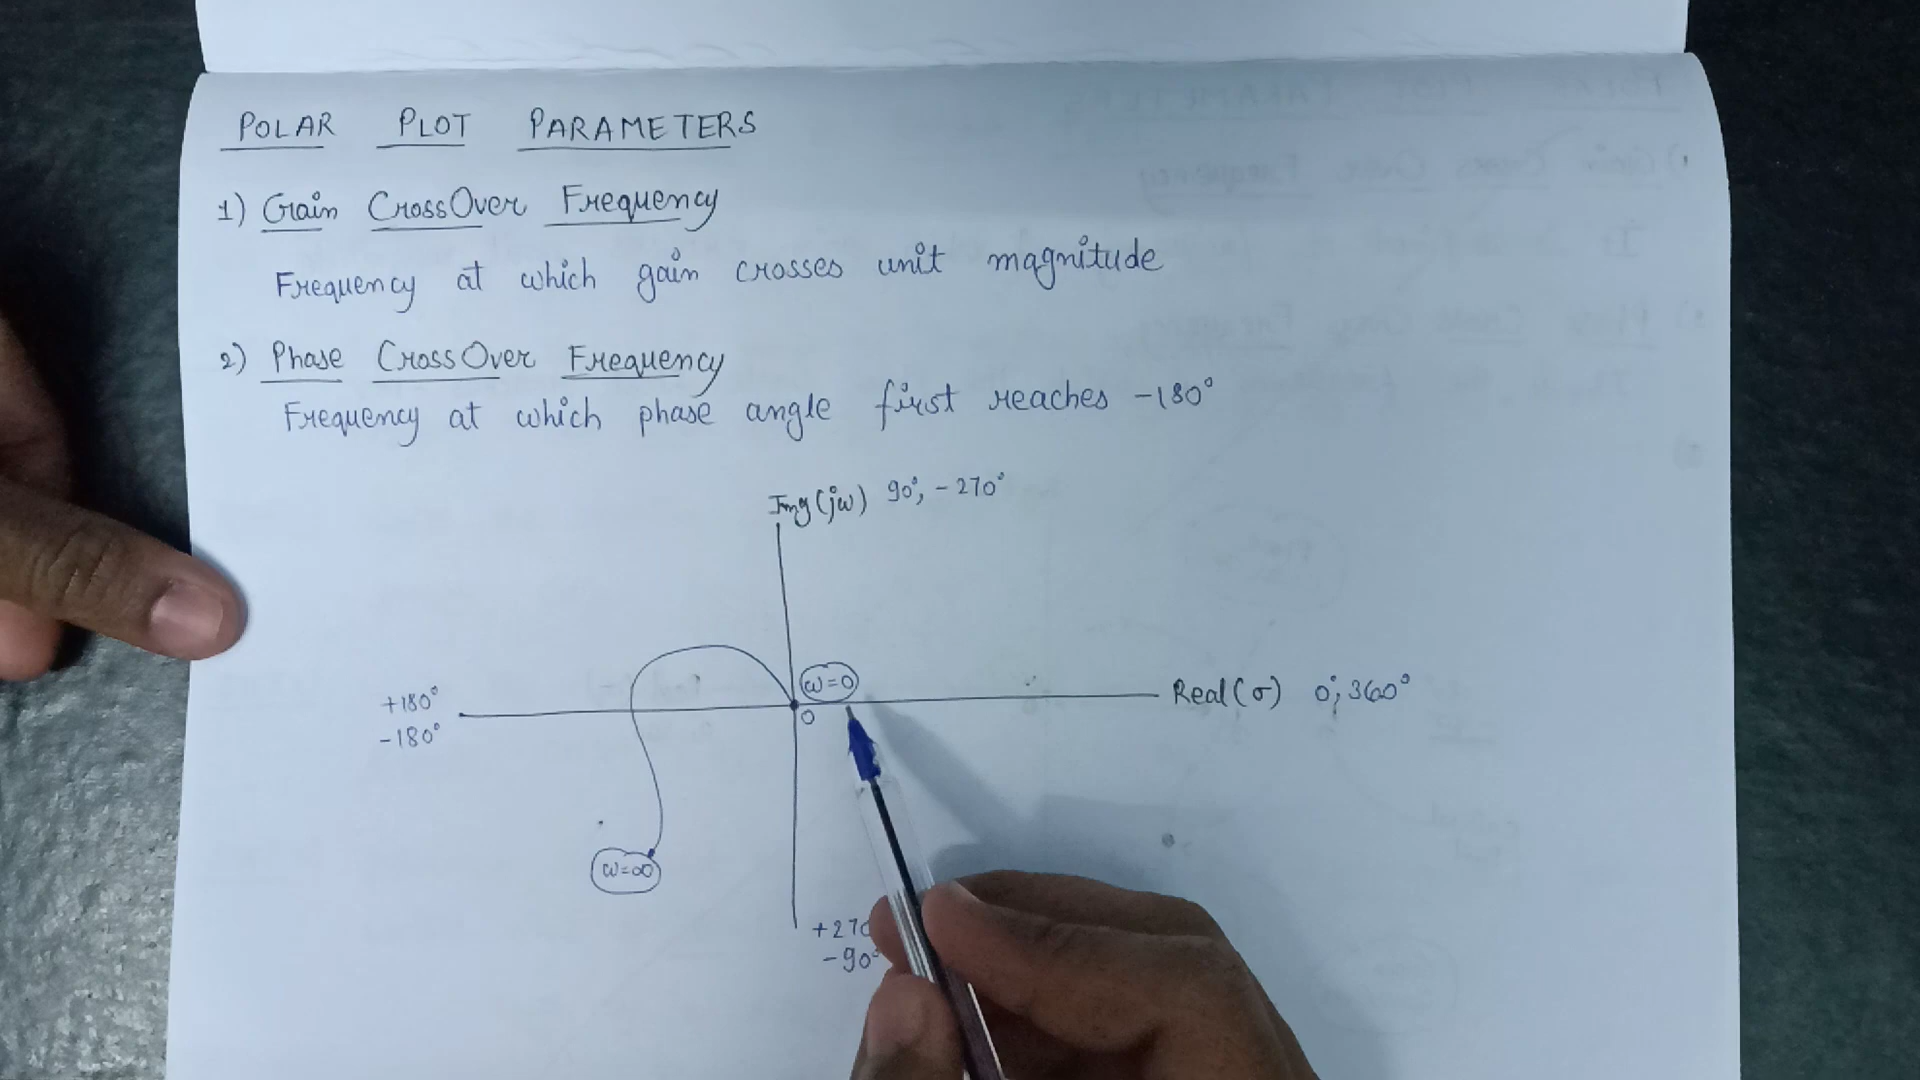 POLAR PLOT PARAMETERS
1) Gain CrossOver Frequency
Frequency at which gain crosses unit magnitude
2) Phase CrossOver Frequency
Frequency at which phase angle first reaches -180°
Img(jω) 90°, -270°
ω=0
+180°
Real(σ) 0°, 360°
0
-180°
ω=∞
+270
-90°